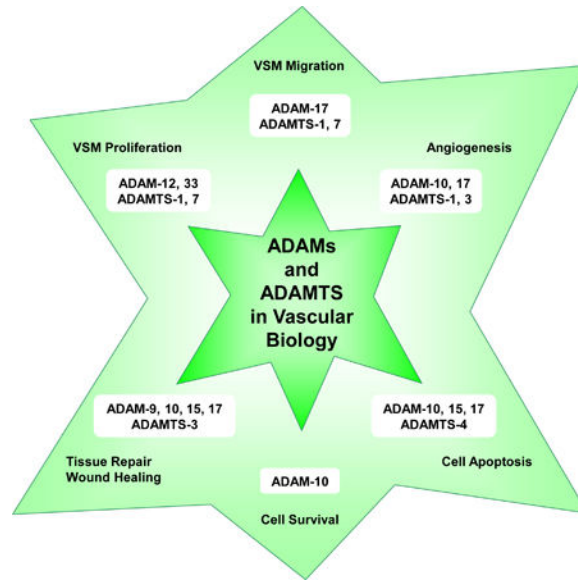 VSM Migration
ADAM-17
ADAMTS-1, 7
VSM Proliferation
ADAM-12, 33
ADAMTS-1, 7
Angiogenesis
ADAM-10, 17
ADAMTS-1, 3
ADAMs
and
ADAMTS
in Vascular
Biology
ADAM-9, 10, 15, 17
ADAMTS-3
Tissue Repair
Wound Healing
ADAM-10
Cell Survival
ADAM-10, 15, 17
ADAMTS-4
Cell Apoptosis